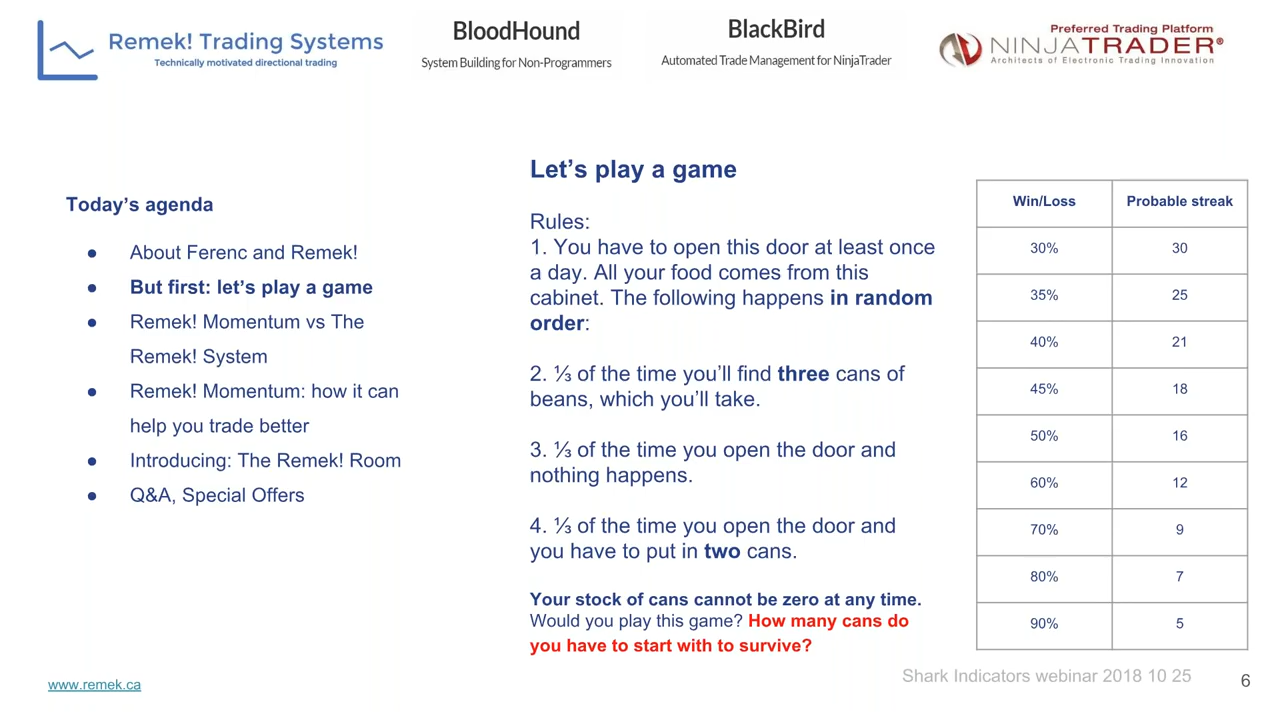 Remek! Trading Systems
Technically motivated directional trading
BloodHound
System Building for Non-Programmers
BlackBird
Automated Trade Management for NinjaTrader
Preferred Trading Platform
NINJATRADER®
Architects of Electronic Trading Innovation
Today's agenda
● About Ferenc and Remek!
● But first: let's play a game
● Remek! Momentum vs The
Remek! System
● Remek! Momentum: how it can
help you trade better
● Introducing: The Remek! Room
● Q&A, Special Offers
Let's play a game
Rules:
1. You have to open this door at least once
a day. All your food comes from this
cabinet. The following happens in random
order:
2. ⅓ of the time you'll find three cans of
beans, which you'll take.
3. ⅓ of the time you open the door and
nothing happens.
4. ⅓ of the time you open the door and
you have to put in two cans.
Your stock of cans cannot be zero at any time.
Would you play this game? How many cans do
you have to start with to survive?
Win/Loss Probable streak
30% 30
35% 25
40% 21
45% 18
50% 16
60% 12
70% 9
80% 7
90% 5
www.remek.ca
Shark Indicators webinar 2018 10 25
6